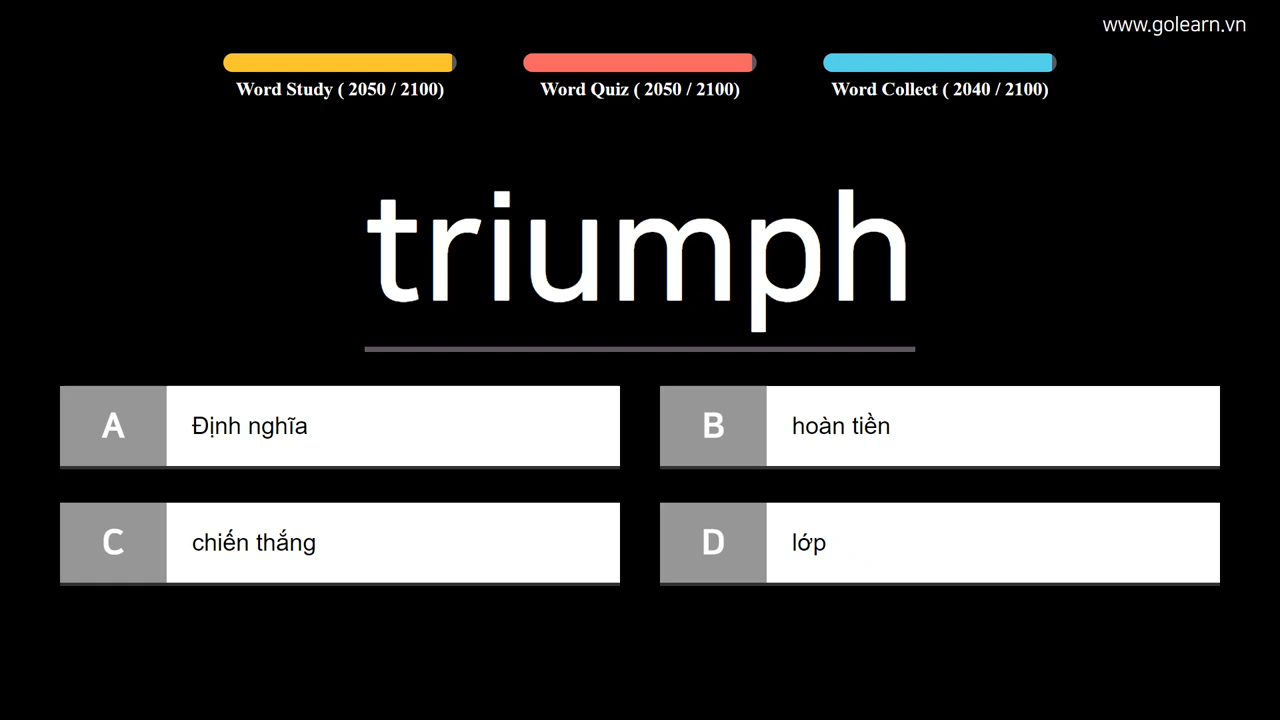 www.golearn.vn
Word Study ( 2050 / 2100)
Word Quiz ( 2050 / 2100)
Word Collect ( 2040 / 2100)
triumph
A Định nghĩa
B hoàn tiền
C chiến thắng
D lớp